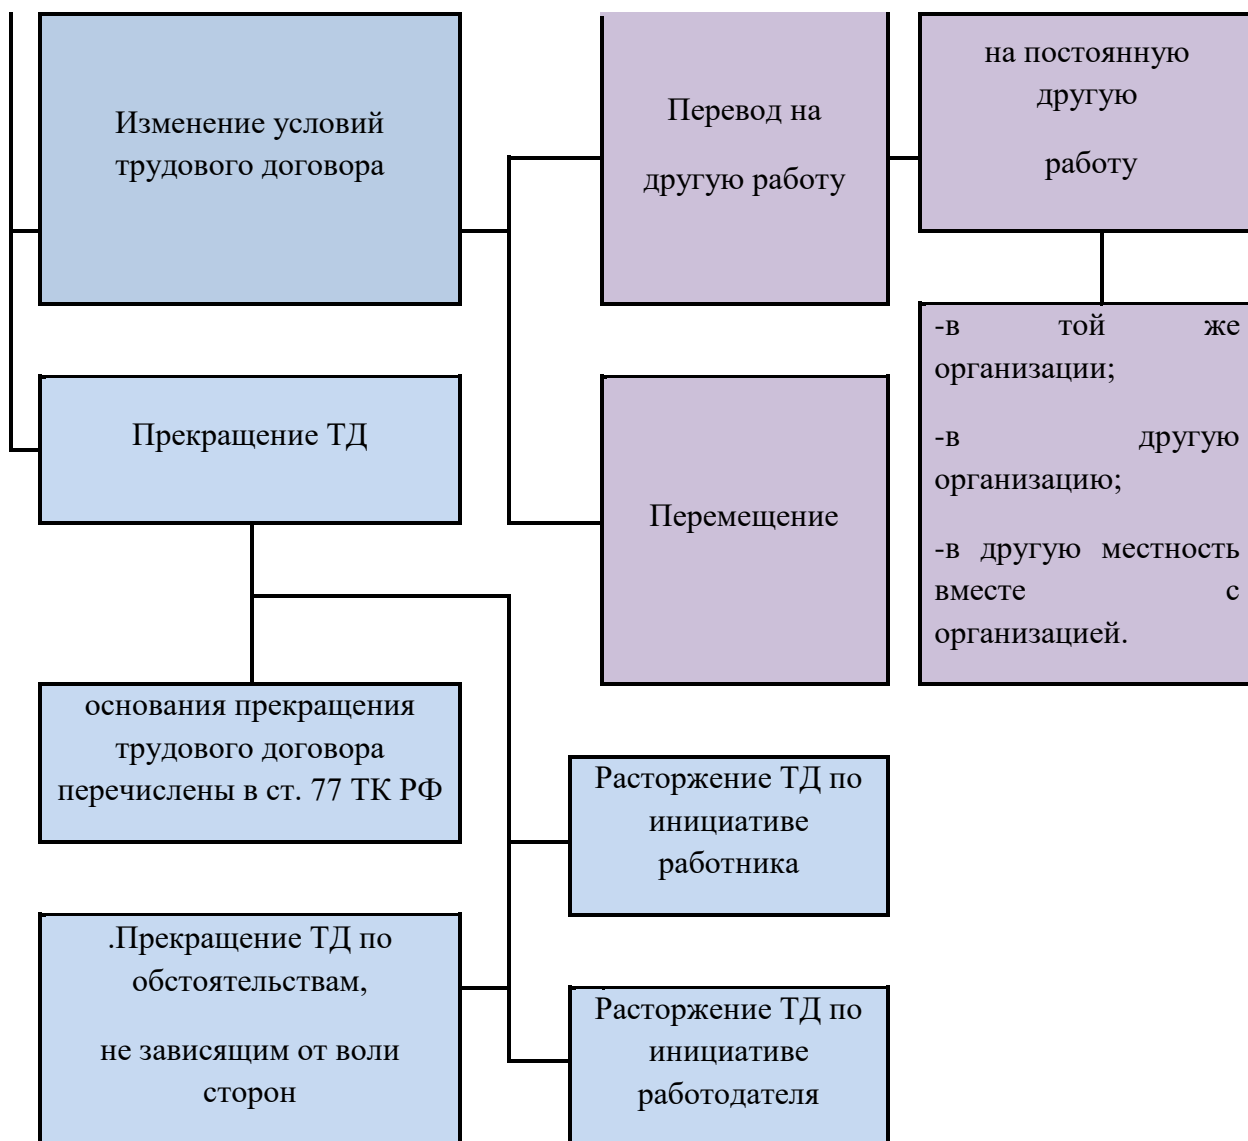 Изменение условий
трудового договора
Перевод на
другую работу
на постоянную
другую
работу
-в той же
организации;
-в другую
организацию;
-в другую местность
вместе с
организацией.
Прекращение ТД
Перемещение
основания прекращения
трудового договора
перечислены в ст. 77 ТК РФ
Расторжение ТД по
инициативе
работника
.Прекращение ТД по
обстоятельствам,
не зависящим от воли
сторон
Расторжение ТД по
инициативе
работодателя